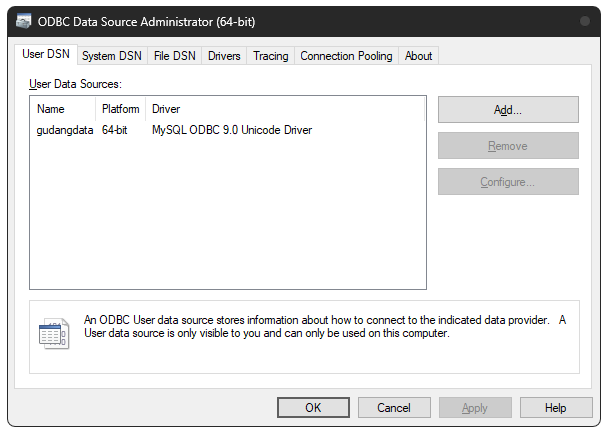 ODBC Data Source Administrator (64-bit)
User DSN System DSN File DSN Drivers Tracing Connection Pooling About
User Data Sources:
Name Platform Driver
gudangdata 64-bit MySQL ODBC 9.0 Unicode Driver
Add...
Remove
Configure...
An ODBC User data source stores information about how to connect to the indicated data provider. A
User data source is only visible to you and can only be used on this computer.
OK Cancel Apply Help